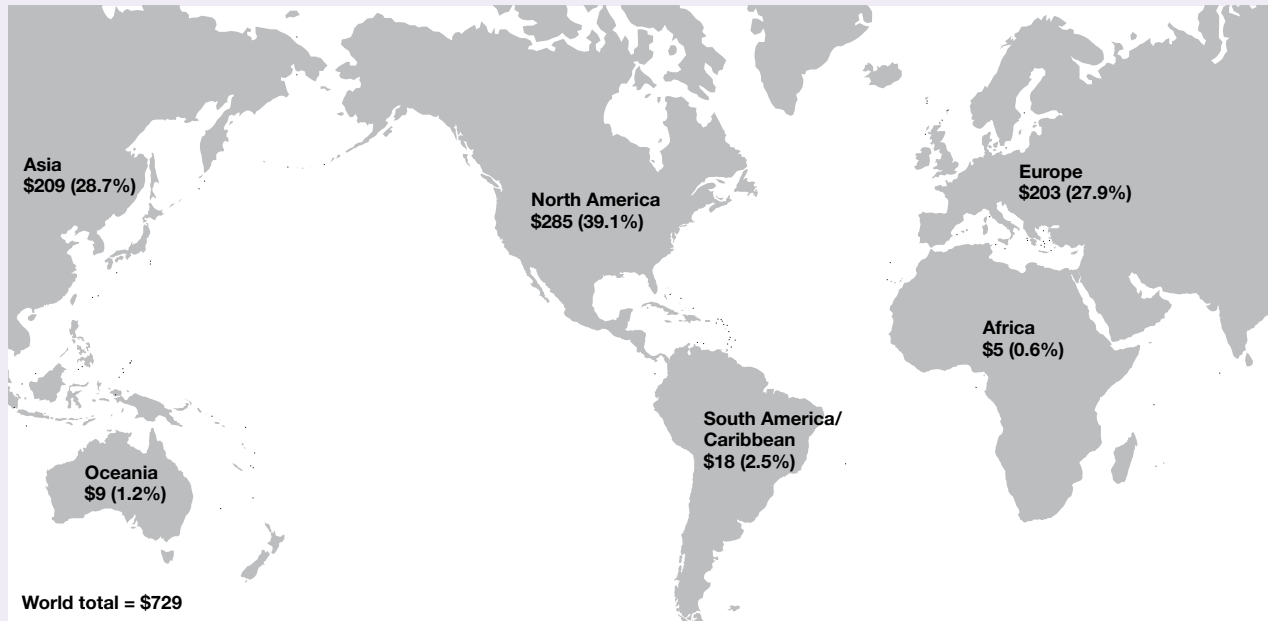 Asia
$209 (28.7%)
North America
$285 (39.1%)
Europe
$203 (27.9%)
Africa
$5 (0.6%)
South America/
Caribbean
$18 (2.5%)
Oceania
$9 (1.2%)
World total = $729